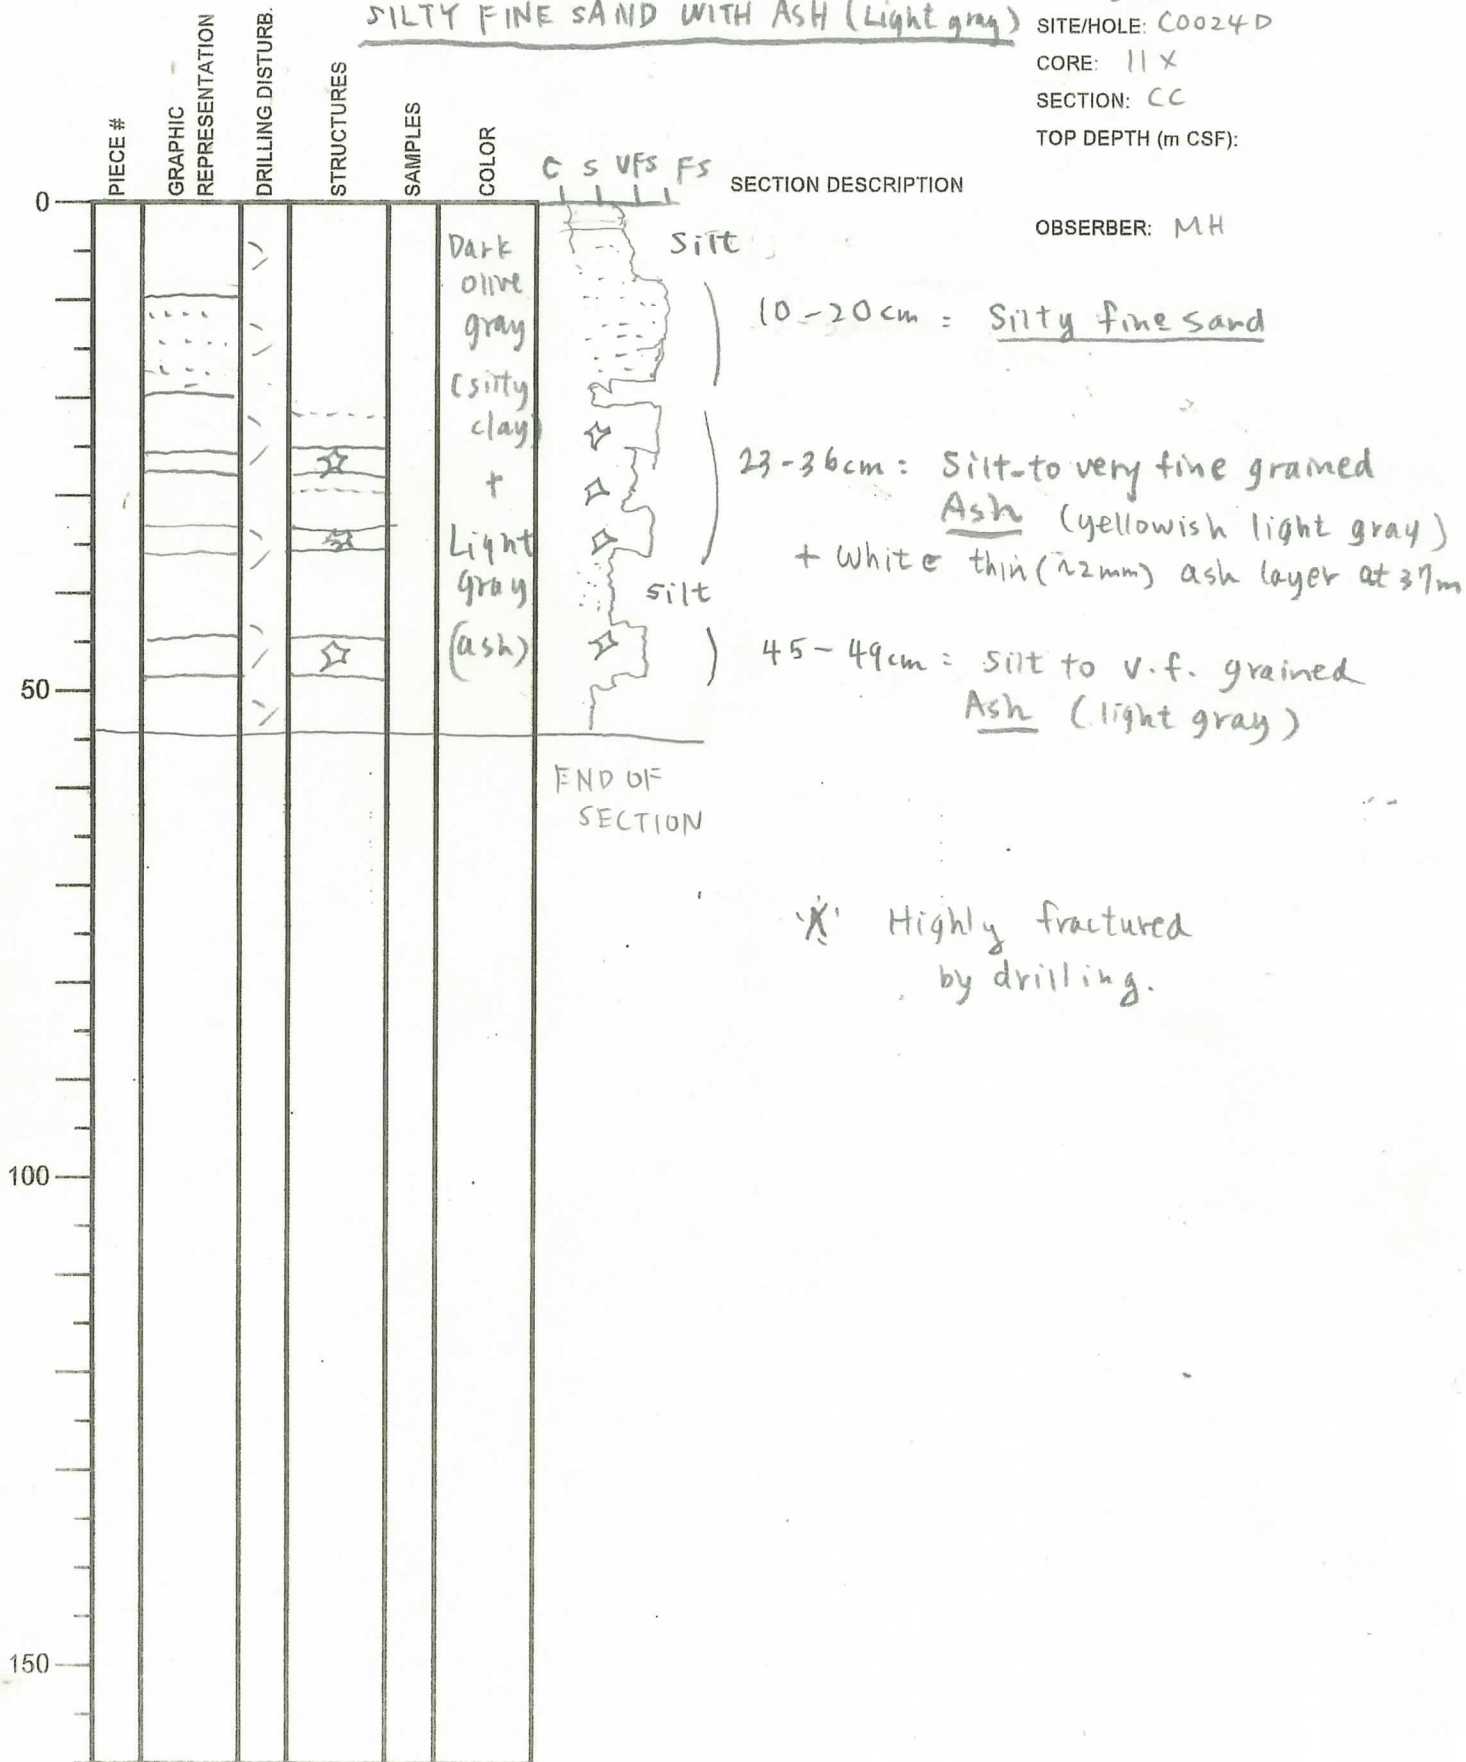 SILTY FINE SAND WITH ASH (Light gray)
SITE/HOLE: C0024D
CORE: 11 X
SECTION: CC
TOP DEPTH (m CSF):
OBSERBER: MH
PIECE #
GRAPHIC
REPRESENTATION
DRILLING DISTURB.
STRUCTURES
SAMPLES
COLOR
C S VFS FS
SECTION DESCRIPTION
0
50
100
150
Dark
olive
gray
(silty
clay)
+
Light
gray
(ash)
Silt
10-20cm = Silty fine sand
23-36cm = Silt-to very fine grained
Ash (yellowish light gray)
+ White thin (~2mm) ash layer at 37m
silt
45-49cm = Silt to v.f. grained
Ash (light gray)
END OF
SECTION
※ Highly fractured
by drilling.